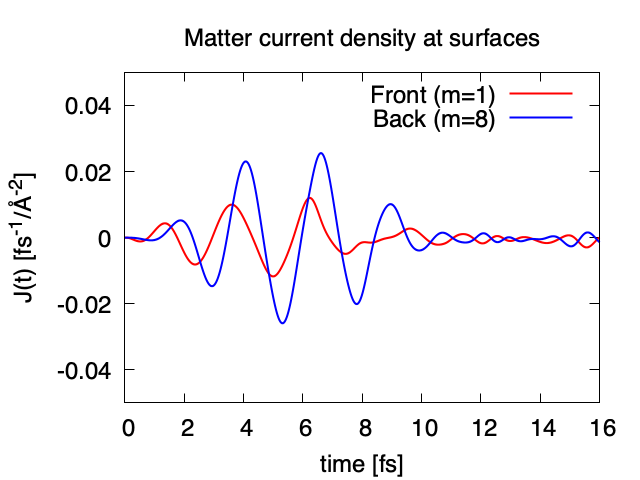 Matter current density at surfaces
Front (m=1)
Back (m=8)
0.04
0.02
0
-0.02
-0.04
J(t) [fs⁻¹/Å⁻²]
0 2 4 6 8 10 12 14 16
time [fs]